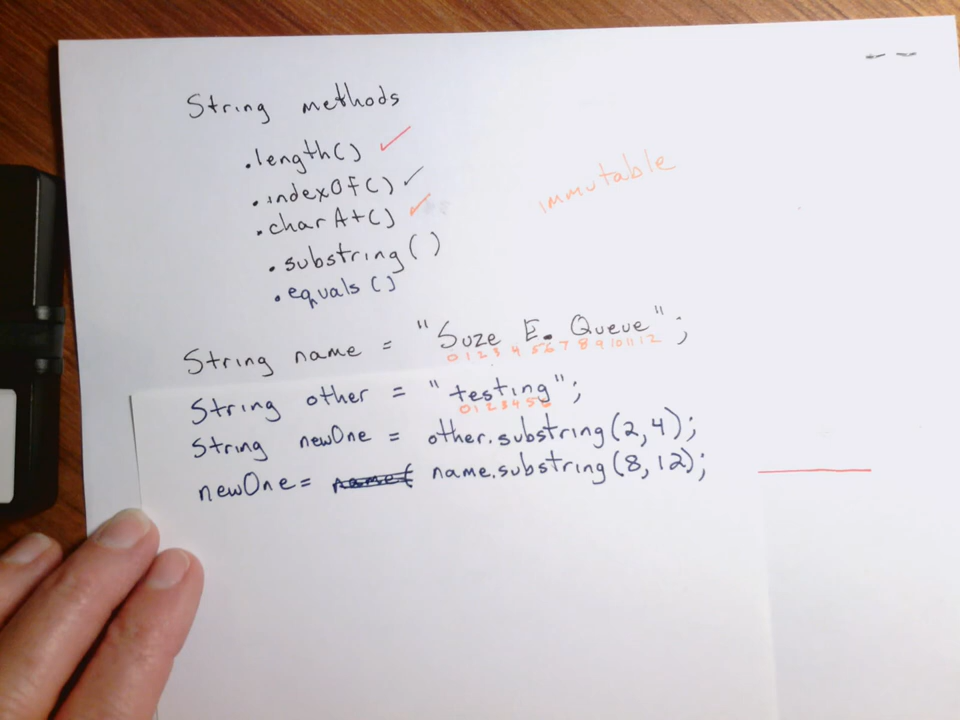 String methods
.length() ✓
.indexOf() ✓
.charAt() ✓
immutable
.substring()
.equals()
String name = "Suze E. Queue";
0 1 2 3 4 5 6 7 8 9 10 11 12
String other = "testing";
0 1 2 3 4 5 6
String newOne = other.substring(2,4);
newOne = name( name.substring(8,12);